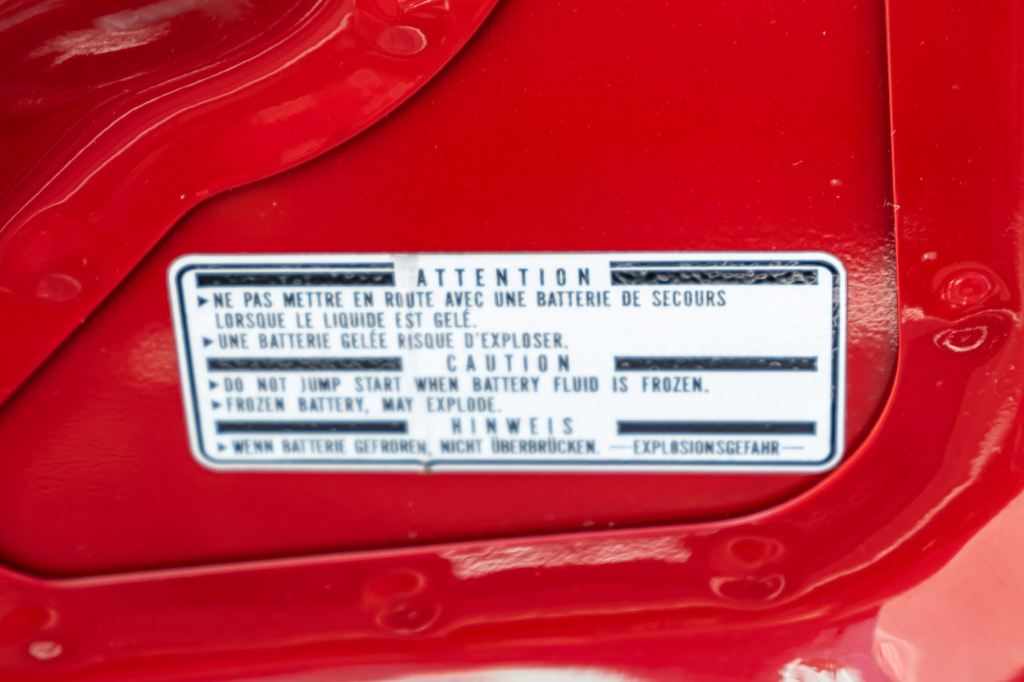 ATTENTION
►NE PAS METTRE EN ROUTE AVEC UNE BATTERIE DE SECOURS
LORSQUE LE LIQUIDE EST GELÉ.
►UNE BATTERIE GELÉE RISQUE D'EXPLOSER.
CAUTION
►DO NOT JUMP START WHEN BATTERY FLUID IS FROZEN.
►FROZEN BATTERY, MAY EXPLODE.
HINWEIS
►WENN BATTERIE GEFROREN, NICHT ÜBERBRÜCKEN. —EXPLOSIONSGEFAHR—